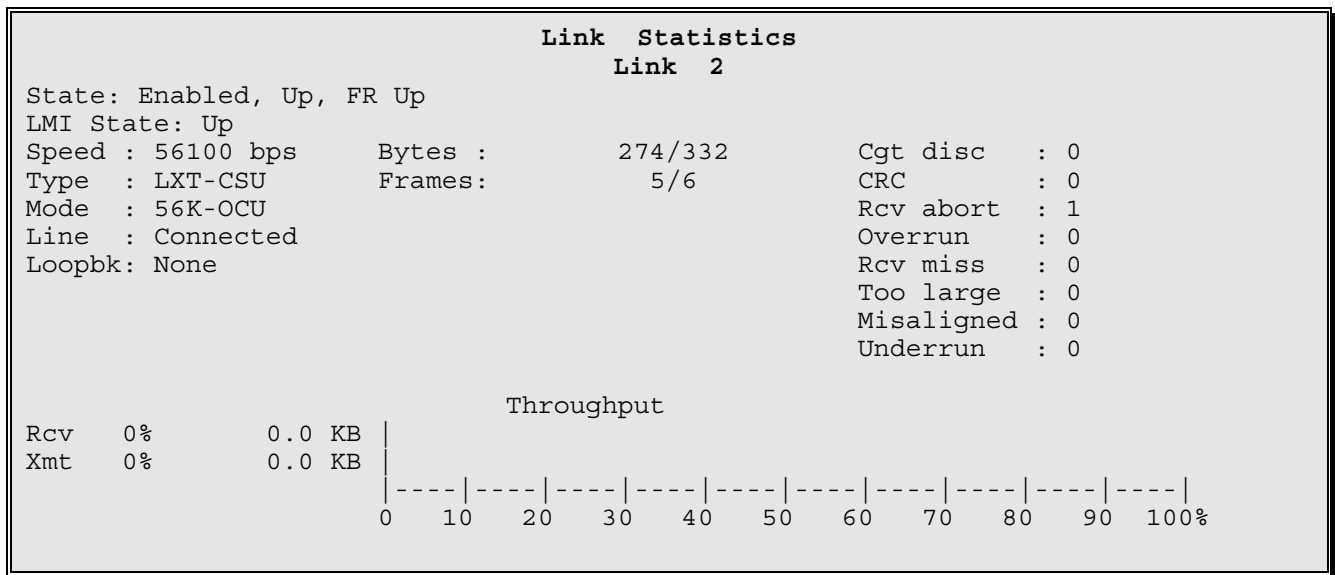 Link Statistics
Link 2
State: Enabled, Up, FR Up
LMI State: Up
Speed : 56100 bps Bytes : 274/332 Cgt disc : 0
Type : LXT-CSU Frames: 5/6 CRC : 0
Mode : 56K-OCU Rcv abort : 1
Line : Connected Overrun : 0
Loopbk: None Rcv miss : 0
Too large : 0
Misaligned : 0
Underrun : 0
Throughput
Rcv 0% 0.0 KB |
Xmt 0% 0.0 KB |
|----|----|----|----|----|----|----|----|----|----|
0 10 20 30 40 50 60 70 80 90 100%